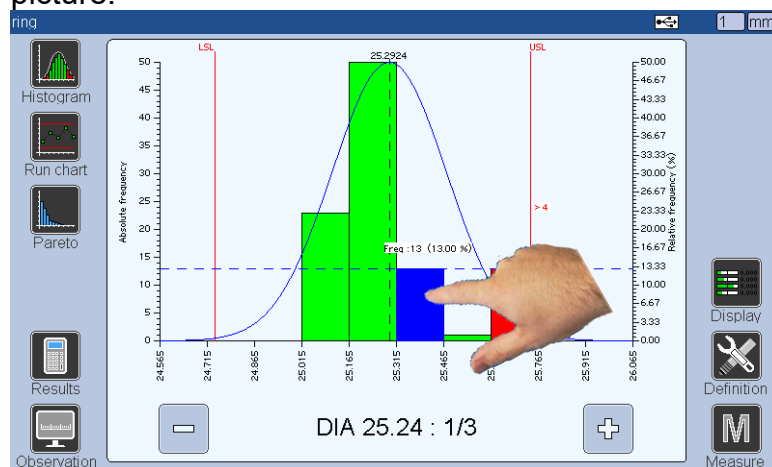 picture.
ring
1 mm
LSL
25.2924
USL
50
45
40
35
30
25
20
15
10
5
0
Absolute frequency
50.00
46.67
43.33
40.00
36.67
33.33
30.00
26.67
23.33
20.00
16.67
13.33
10.00
6.67
3.33
0.00
Relative frequency (%)
> 4
Freq :13 (13.00 %)
24.565
24.715
24.865
25.015
25.165
25.315
25.465
25.765
25.915
26.065
Histogram
Run chart
Pareto
Results
Observation
Display
Definition
M
Measure
DIA 25.24 : 1/3